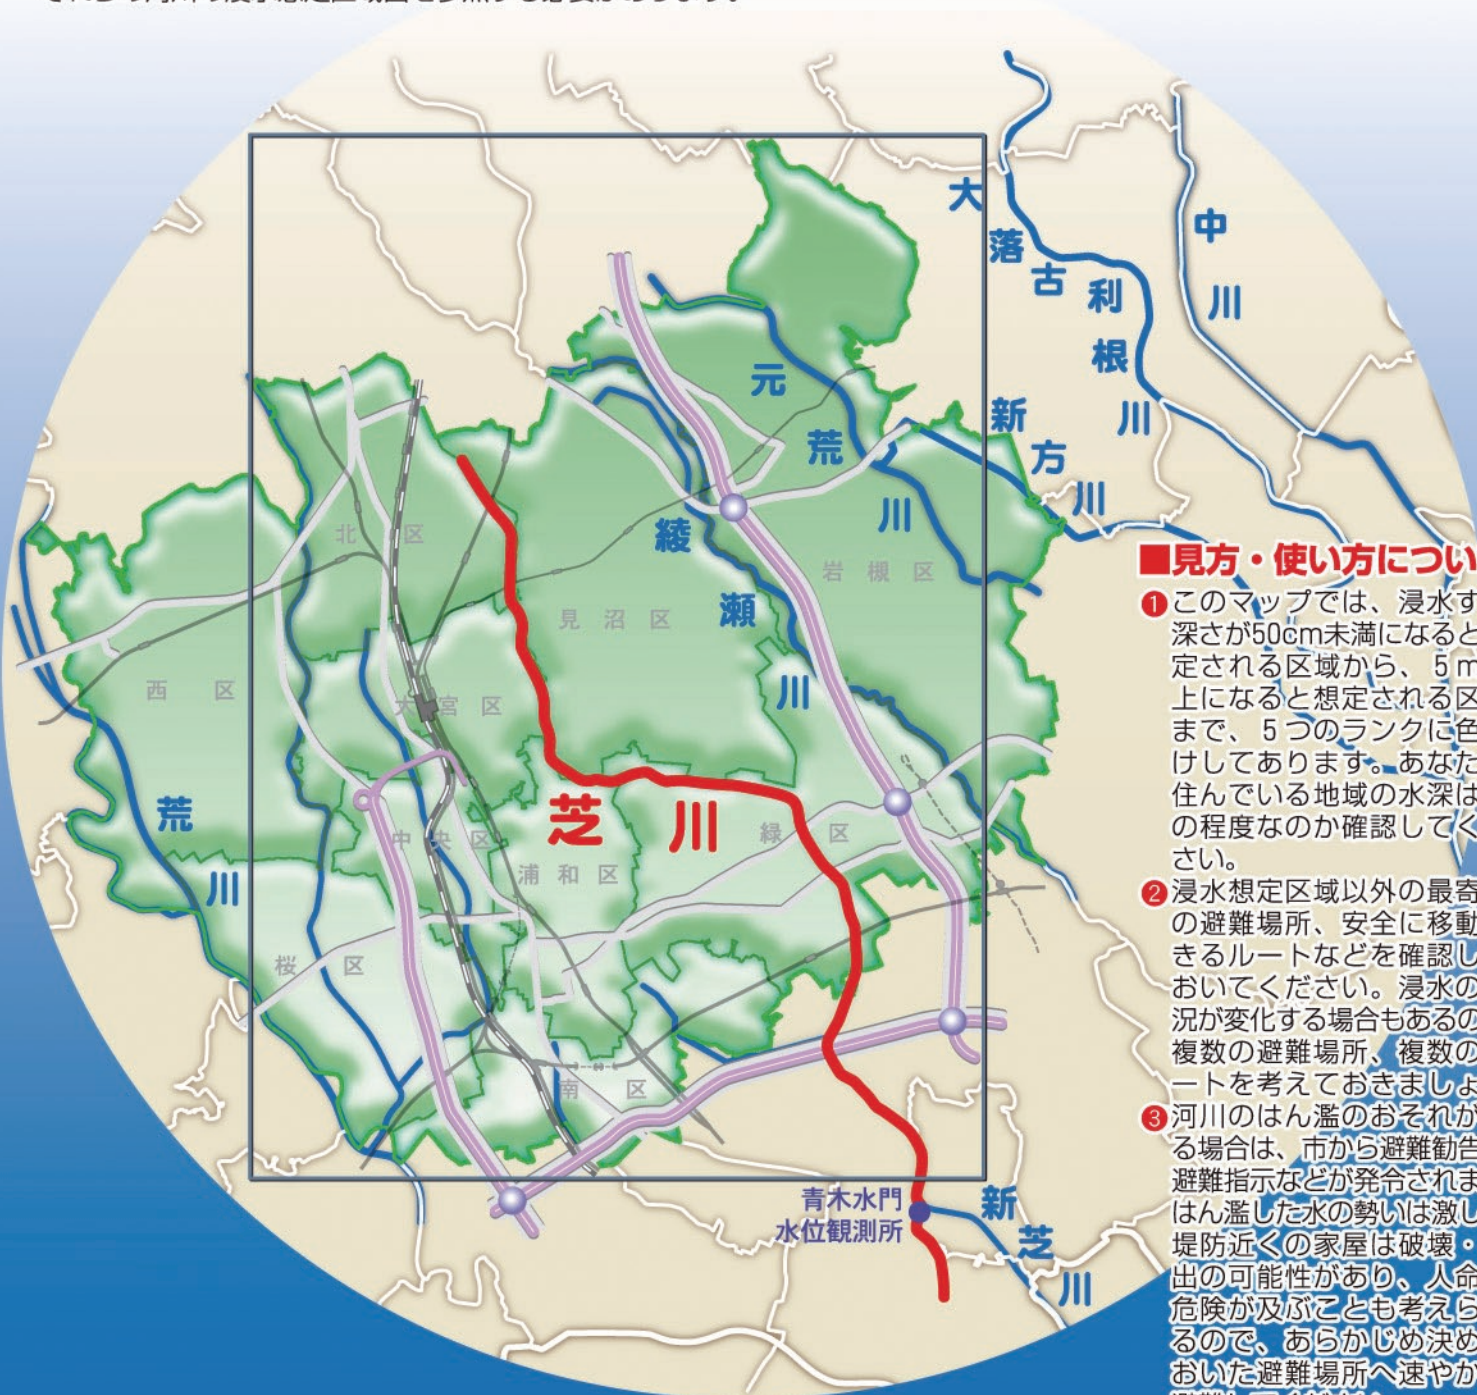 大落古利根川
中川
元荒川
新方川
綾瀬川
北区
岩槻区
見沼区
西区
大宮区
荒川
芝川
緑区
中央区
浦和区
桜区
南区
青木水門
水位観測所
新芝川
■見方・使い方につい
❶このマップでは、浸水す
深さが50cm未満になると
定される区域から、5m
上になると想定される区
まで、5つのランクに色
けしてあります。あなた
住んでいる地域の水深は
の程度なのか確認してく
さい。
❷浸水想定区域以外の最寄
の避難場所、安全に移動
きるルートなどを確認し
おいてください。浸水の
況が変化する場合もあるの
複数の避難場所、複数の
ートを考えておきましょ
❸河川のはん濫のおそれが
る場合は、市から避難勧告
避難指示などが発令されま
はん濫した水の勢いは激し
堤防近くの家屋は破壊・
出の可能性があり、人命
危険が及ぶことも考えら
るので、あらかじめ決め
おいた避難場所へ速やか